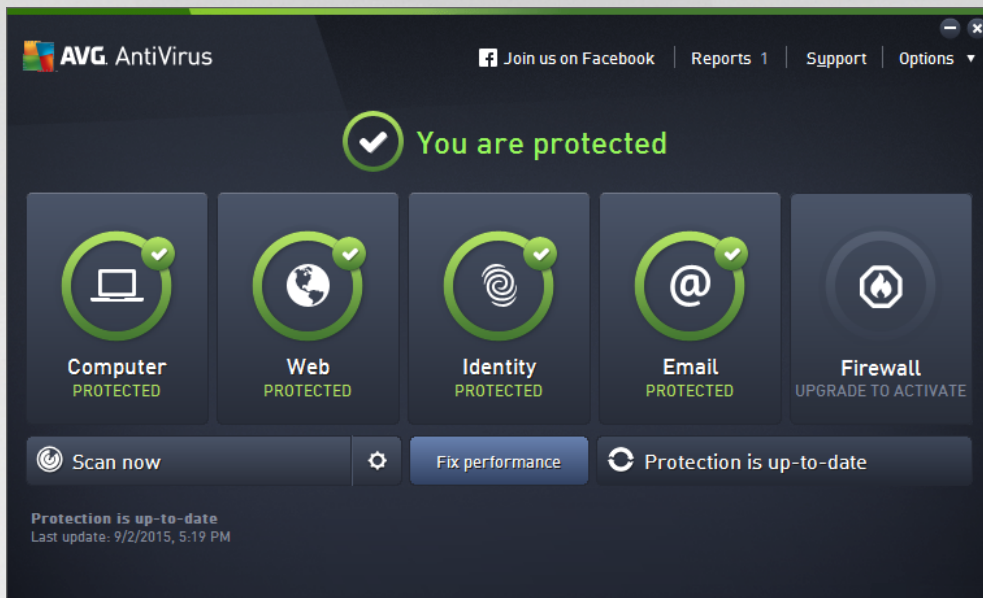 AVG AntiVirus
Join us on Facebook
Reports 1
Support
Options
You are protected
Computer
PROTECTED
Web
PROTECTED
Identity
PROTECTED
Email
PROTECTED
Firewall
UPGRADE TO ACTIVATE
Scan now
Fix performance
Protection is up-to-date
Protection is up-to-date
Last update: 9/2/2015, 5:19 PM